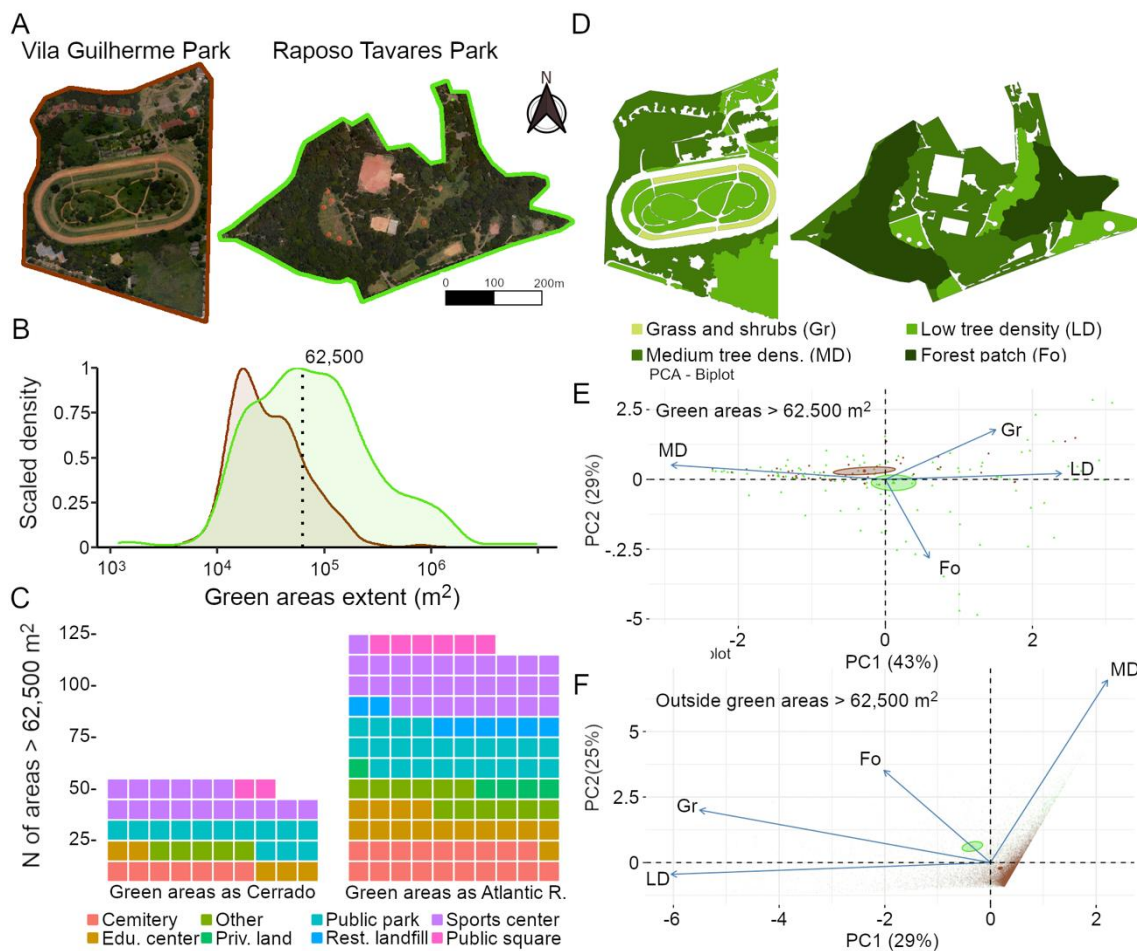 A
Vila Guilherme Park
Raposo Tavares Park
N
0 100 200m
B
62,500
Scaled density
1
0.75
0.5
0.25
0
10³ 10⁴ 10⁵ 10⁶
Green areas extent (m²)
C
N of areas > 62,500 m²
125-
100-
75-
50-
25-
Green areas as Cerrado
Green areas as Atlantic R.
Cemitery
Other
Public park
Sports center
Edu. center
Priv. land
Rest. landfill
Public square
D
Grass and shrubs (Gr)
Low tree density (LD)
Medium tree dens. (MD)
Forest patch (Fo)
PCA - Biplot
E
Green areas > 62.500 m²
2.5
0
-.2.5
-5
PC2 (29%)
MD
Gr
LD
Fo
-2 0 2
PC1 (43%)
plot
F
Outside green areas > 62,500 m²
MD
5
2.5
0
PC2(25%)
Fo
Gr
LD
-6 -4 -2 0 2
PC1 (29%)